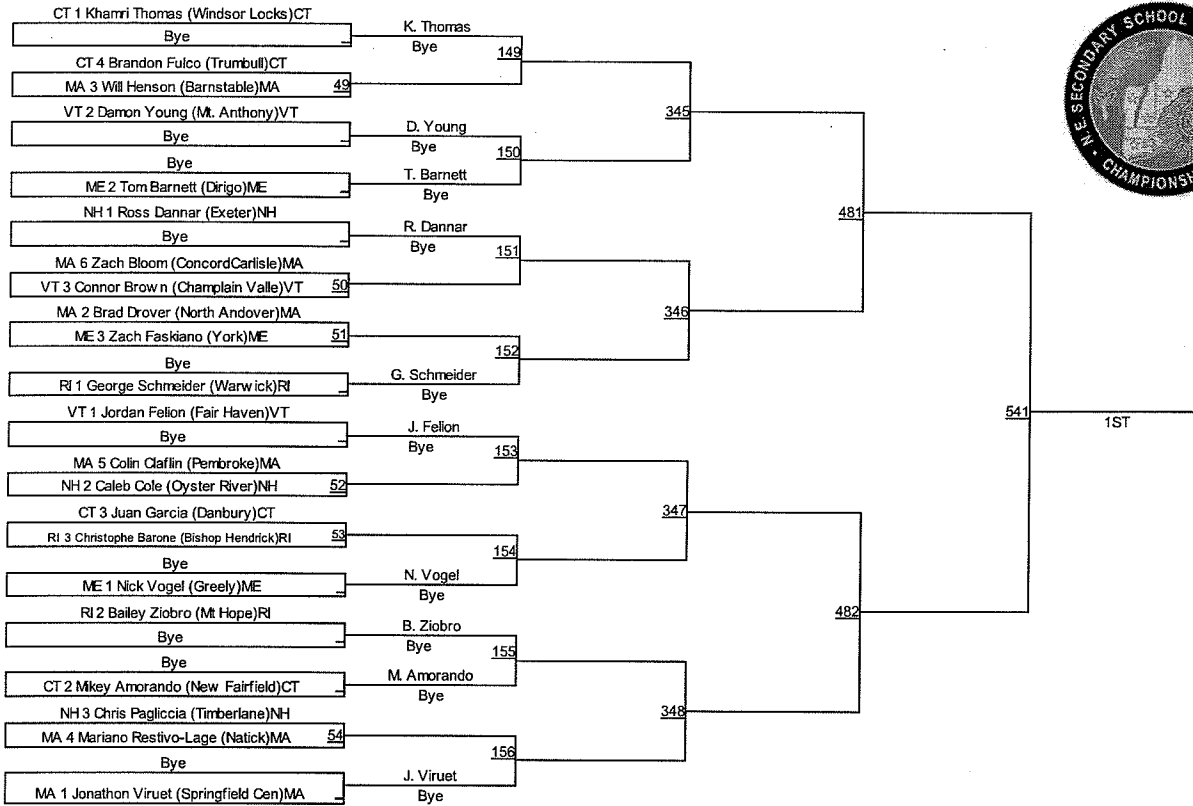 CT 1 Khamri Thomas (Windsor Locks)CT
Bye
CT 4 Brandon Fulco (Trumbull)CT
MA 3 Will Henson (Barnstable)MA 49
VT 2 Damon Young (Mt. Anthony)VT
Bye
Bye
ME 2 Tom Barnett (Dirigo)ME
NH 1 Ross Dannar (Exeter)NH
Bye
MA 6 Zach Bloom (ConcordCarlisle)MA
VT 3 Connor Brown (Champlain Valle)VT 50
MA 2 Brad Drover (North Andover)MA
ME 3 Zach Faskiano (York)ME 51
Bye
RI 1 George Schmeider (Warwick)RI
VT 1 Jordan Felion (Fair Haven)VT
Bye
MA 5 Colin Claflin (Pembroke)MA
NH 2 Caleb Cole (Oyster River)NH 52
CT 3 Juan Garcia (Danbury)CT
RI 3 Christophe Barone (Bishop Hendrick)RI 53
Bye
ME 1 Nick Vogel (Greely)ME
RI 2 Bailey Ziobro (Mt Hope)RI
Bye
Bye
CT 2 Mikey Amorando (New Fairfield)CT
NH 3 Chris Pagliccia (Timberlane)NH
MA 4 Mariano Restivo-Lage (Natick)MA 54
Bye
MA 1 Jonathon Viruet (Springfield Cen)MA
K. Thomas
Bye
149
D. Young
Bye
150
T. Barnett
Bye
R. Dannar
Bye
151
152
G. Schmeider
Bye
J. Felion
Bye
153
154
N. Vogel
Bye
B. Ziobro
Bye
155
M. Amorando
Bye
156
J. Viruet
Bye
345
346
347
348
481
482
541
1ST
N.E. SECONDARY SCHOOL
CHAMPIONSH